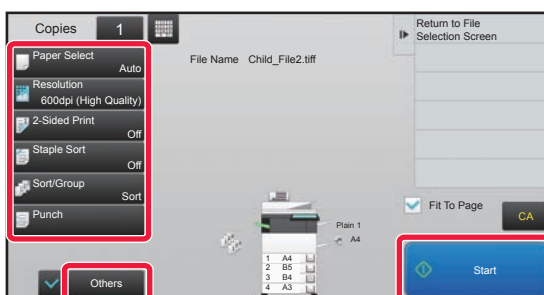 Copies 1
Paper Select
Auto
Resolution
600dpi (High Quality)
2-Sided Print
Off
Staple Sort
Off
Sort/Group
Sort
Punch
Others
File Name Child_File2.tiff
Plain 1
A4
1 A4
2 B5
3 B4
4 A3
Return to File
Selection Screen
Fit To Page
CA
Start